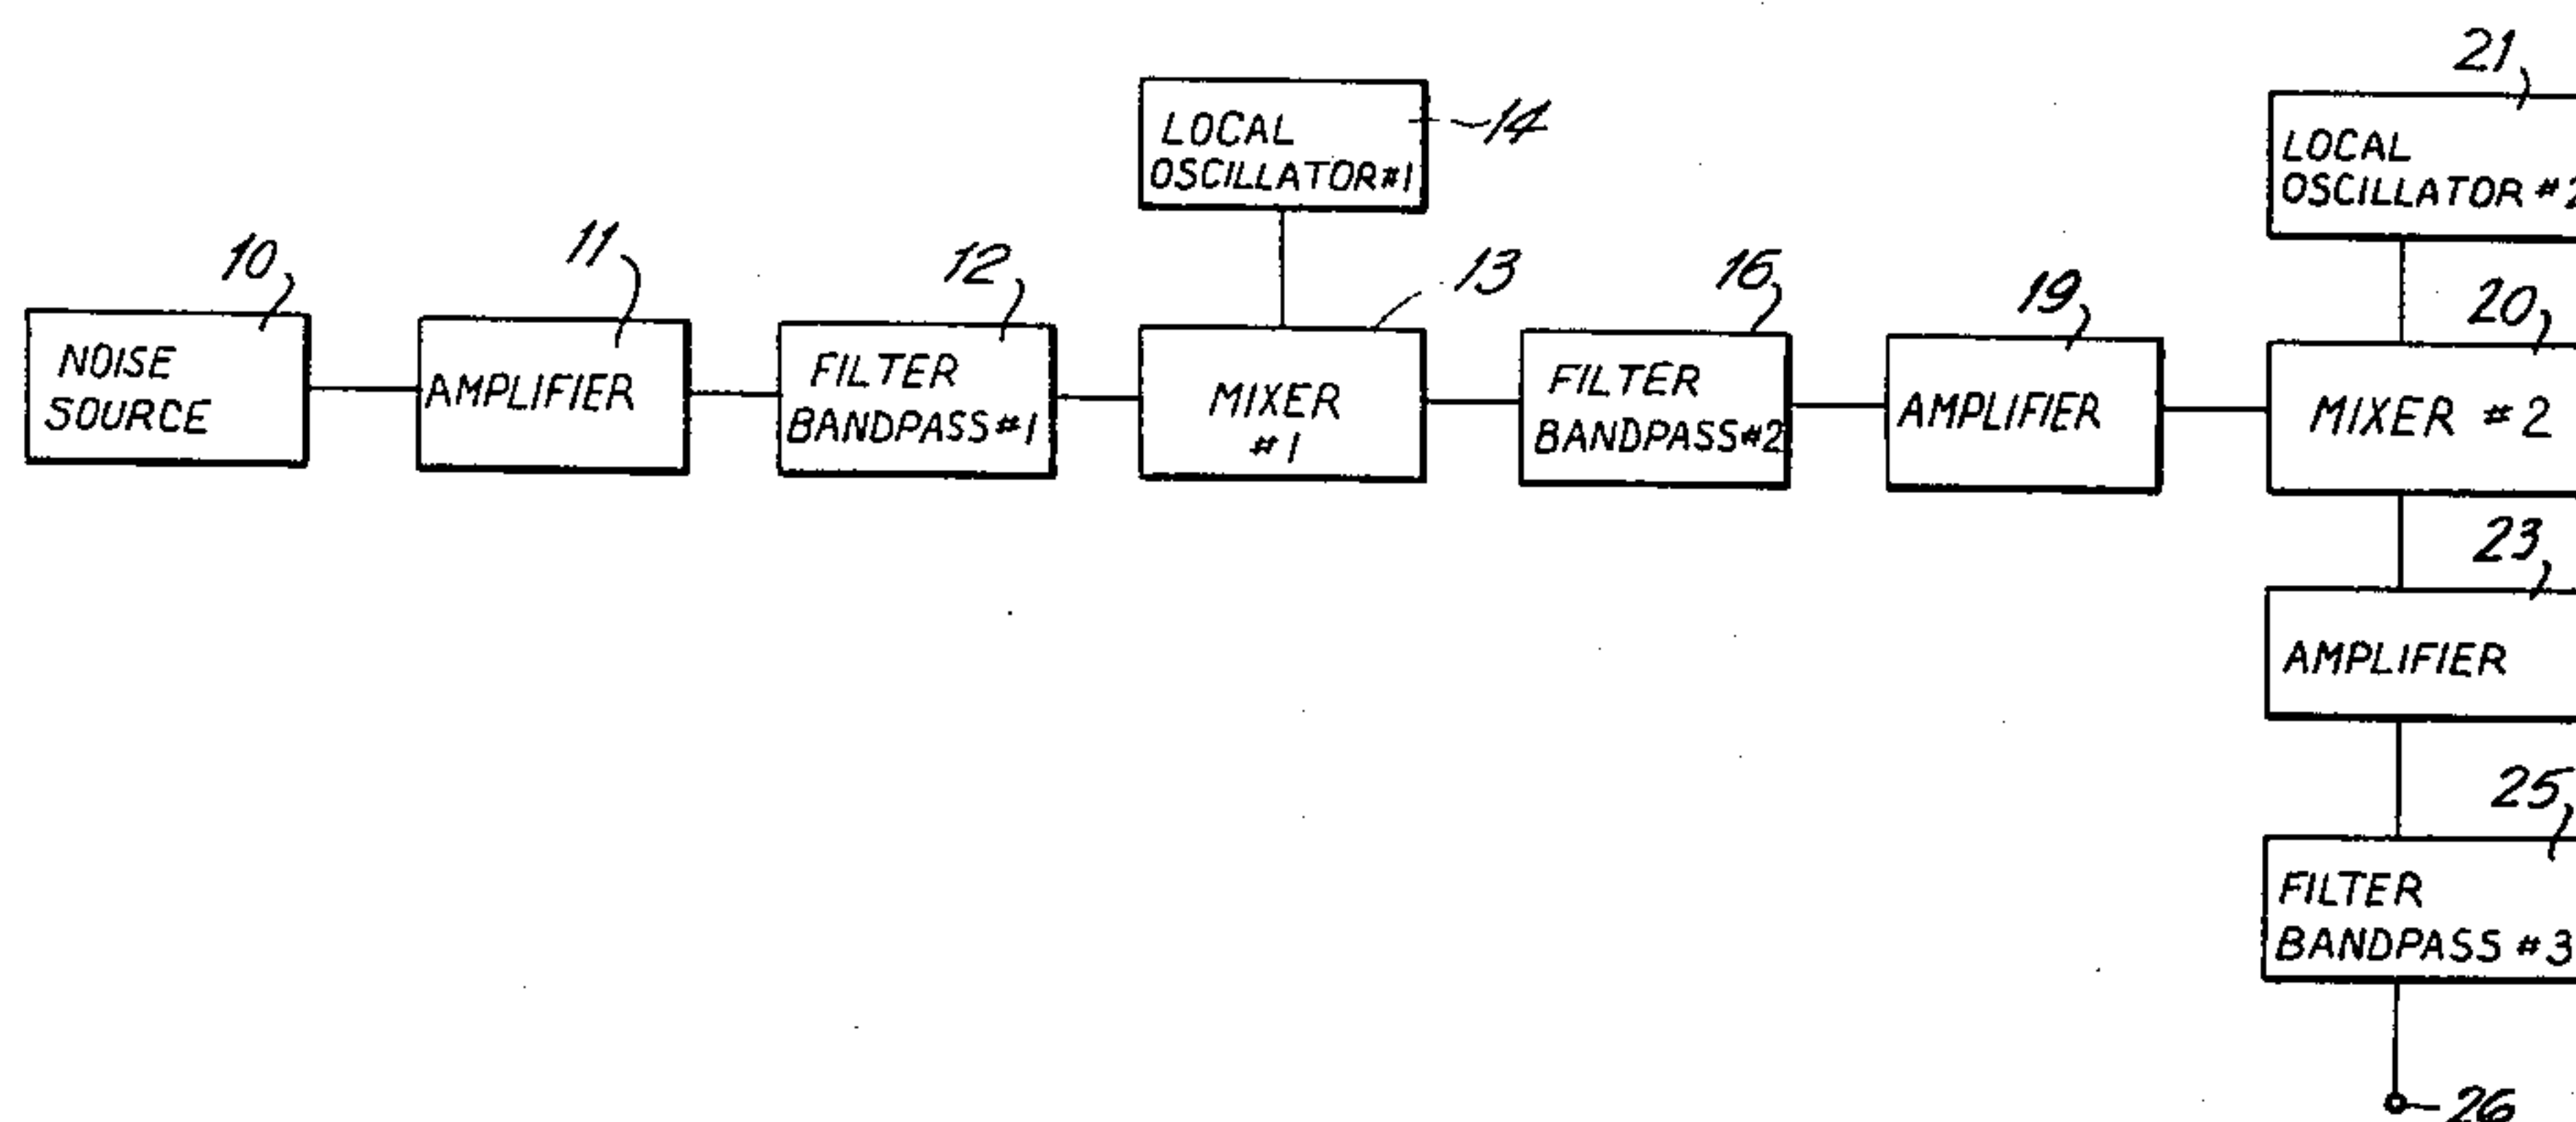 21
LOCAL
OSCILLATOR #1
14
LOCAL
OSCILLATOR #2
10
11
12
13
16
19
20
NOISE
SOURCE
AMPLIFIER
FILTER
BANDPASS #1
MIXER
#1
FILTER
BANDPASS #2
AMPLIFIER
MIXER #2
23
AMPLIFIER
25
FILTER
BANDPASS #3
26